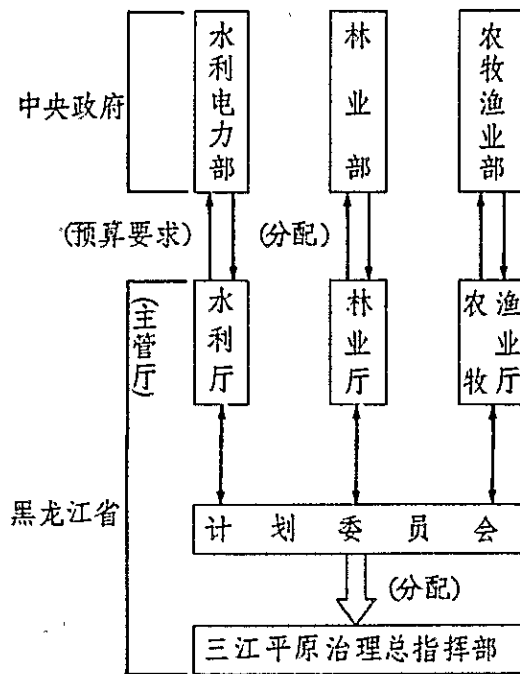 中央政府
水利电力部
林业部
农牧渔业部
(预算要求)
(分配)
(主管厅)
水利厅
林业厅
农牧渔业厅
黑龙江省
计划委员会
(分配)
三江平原治理总指挥部